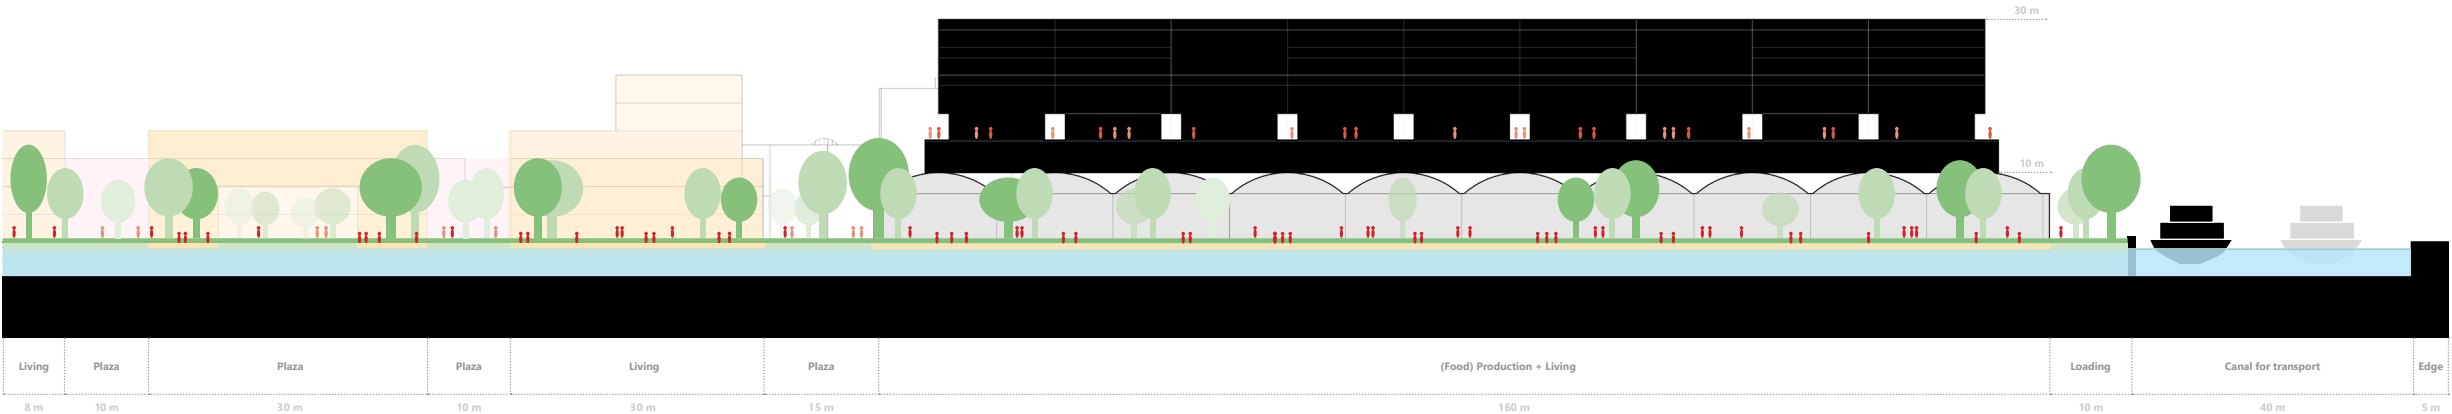 30 m
10 m
Living Plaza Plaza Plaza Living Plaza (Food) Production + Living Loading Canal for transport Edge
8 m 10 m 30 m 10 m 30 m 15 m 160 m 10 m 40 m 5 m